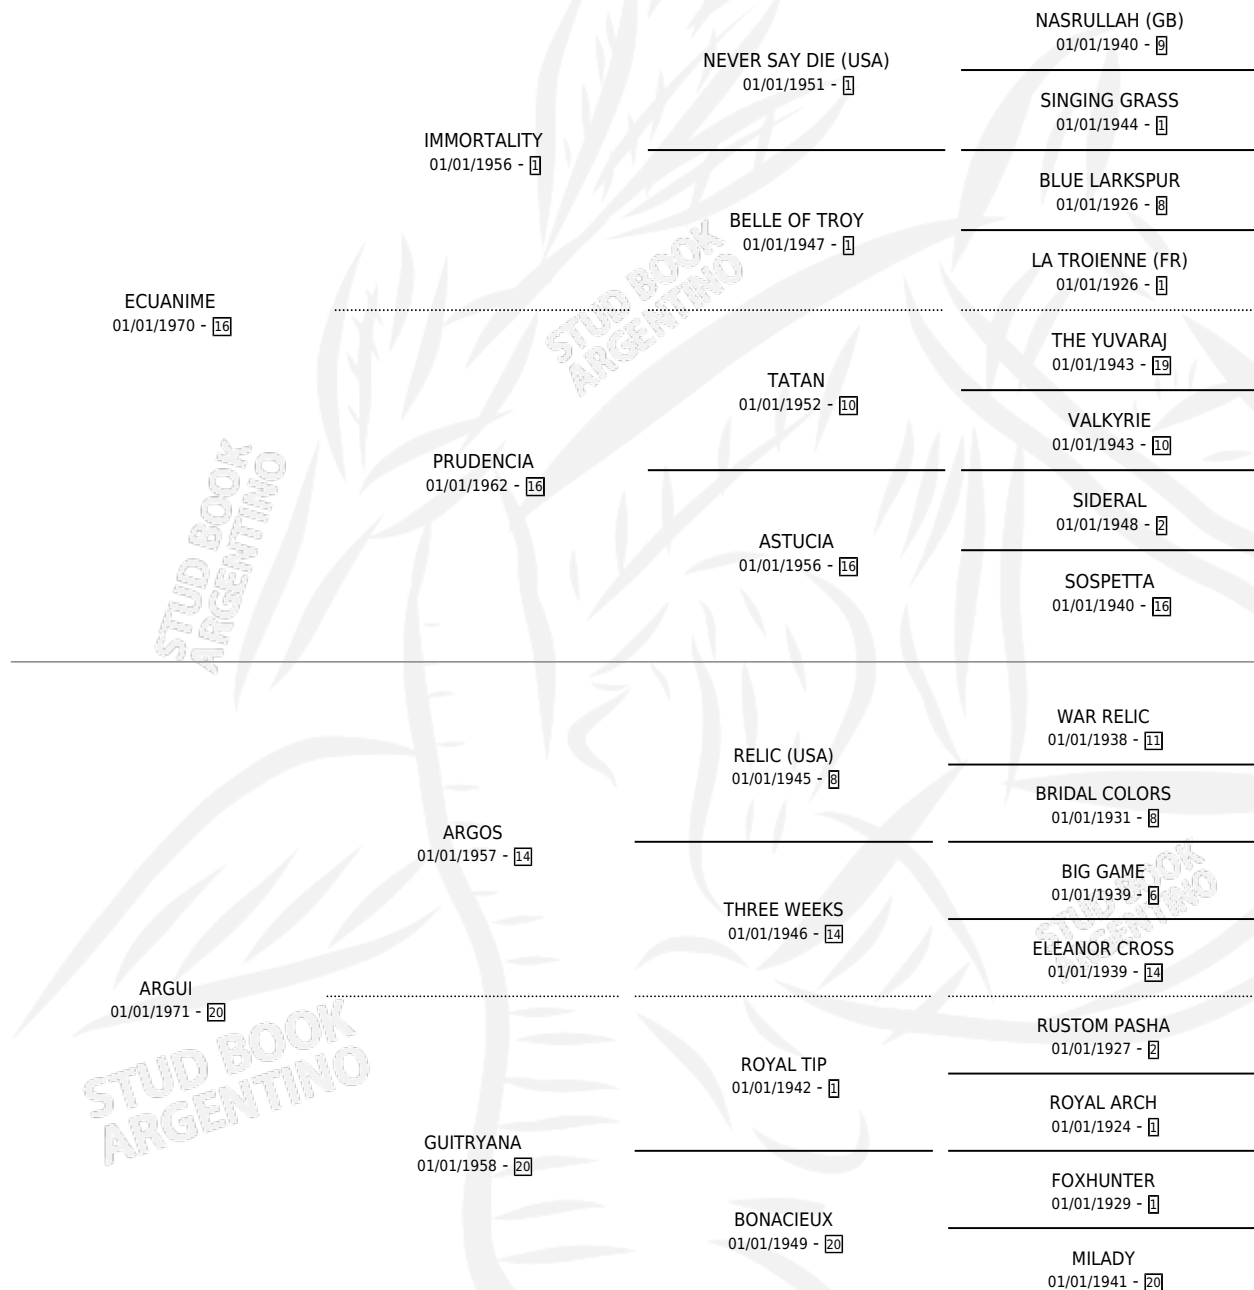 NASRULLAH (GB)
01/01/1940 - 9
NEVER SAY DIE (USA)
01/01/1951 - 1
SINGING GRASS
01/01/1944 - 1
IMMORTALITY
01/01/1956 - 1
BLUE LARKSPUR
01/01/1926 - 8
BELLE OF TROY
01/01/1947 - 1
LA TROIENNE (FR)
01/01/1926 - 1
ECUANIME
01/01/1970 - 16
THE YUVARAJ
01/01/1943 - 19
TATAN
01/01/1952 - 10
VALKYRIE
01/01/1943 - 10
PRUDENCIA
01/01/1962 - 16
SIDERAL
01/01/1948 - 2
ASTUCIA
01/01/1956 - 16
SOSPETTA
01/01/1940 - 16
WAR RELIC
01/01/1938 - 11
RELIC (USA)
01/01/1945 - 8
BRIDAL COLORS
01/01/1931 - 8
ARGOS
01/01/1957 - 14
BIG GAME
01/01/1939 - 6
THREE WEEKS
01/01/1946 - 14
ELEANOR CROSS
01/01/1939 - 14
ARGUI
01/01/1971 - 20
RUSTOM PASHA
01/01/1927 - 2
ROYAL TIP
01/01/1942 - 1
ROYAL ARCH
01/01/1924 - 1
GUITRYANA
01/01/1958 - 20
FOXHUNTER
01/01/1929 - 1
BONACIEUX
01/01/1949 - 20
MILADY
01/01/1941 - 20
STUD BOOK
ARGENTINO
STUD BOOK
ARGENTINO
STUD BOOK
ARGENTINO
STUD BOOK
ARGENTINO